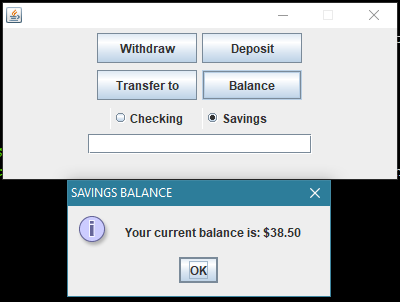 Withdraw Deposit
Transfer to Balance
Checking Savings
SAVINGS BALANCE
Your current balance is: $38.50
OK